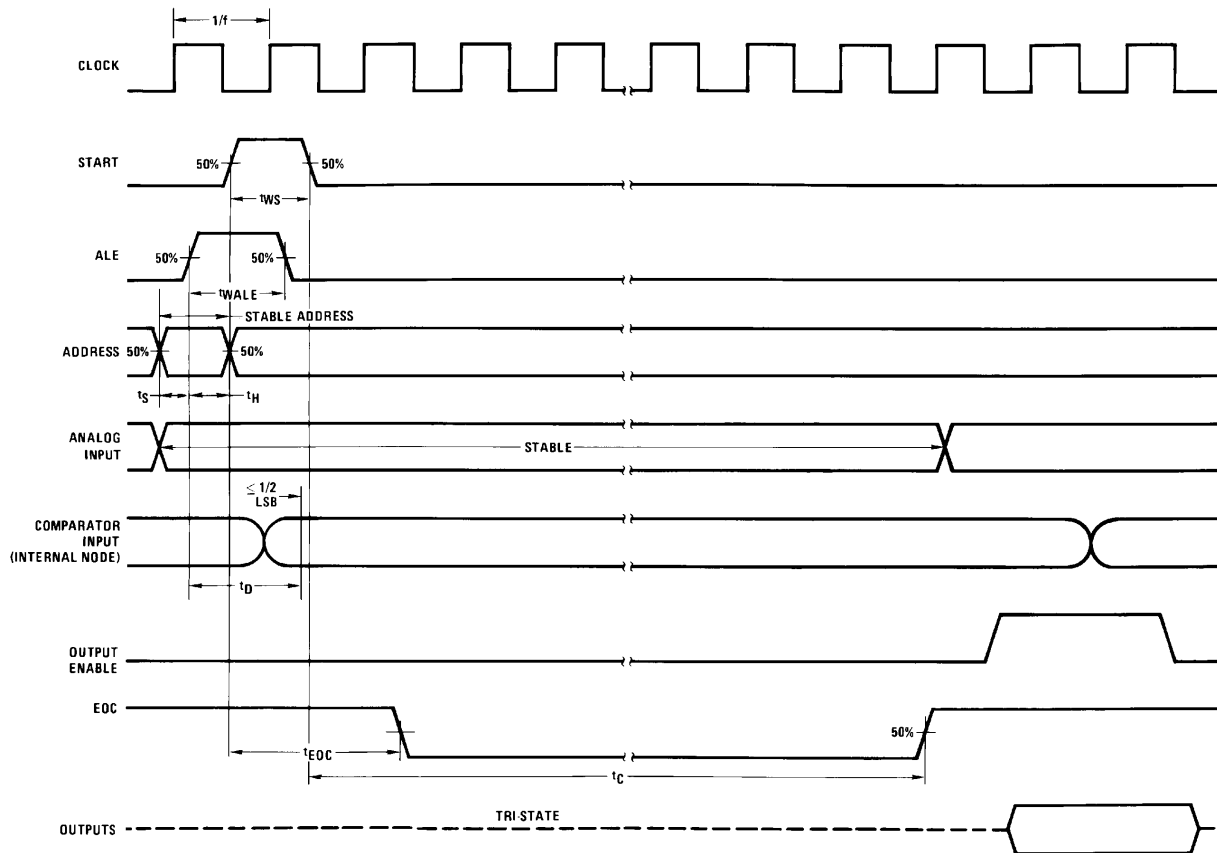 1/f
CLOCK
START
50%
50%
tWS
ALE
50%
50%
tWALE
STABLE ADDRESS
ADDRESS
50%
50%
tS
tH
ANALOG
INPUT
STABLE
≤ 1/2
LSB
COMPARATOR
INPUT
(INTERNAL NODE)
tD
OUTPUT
ENABLE
EOC
50%
tEOC
tC
TRI-STATE
OUTPUTS